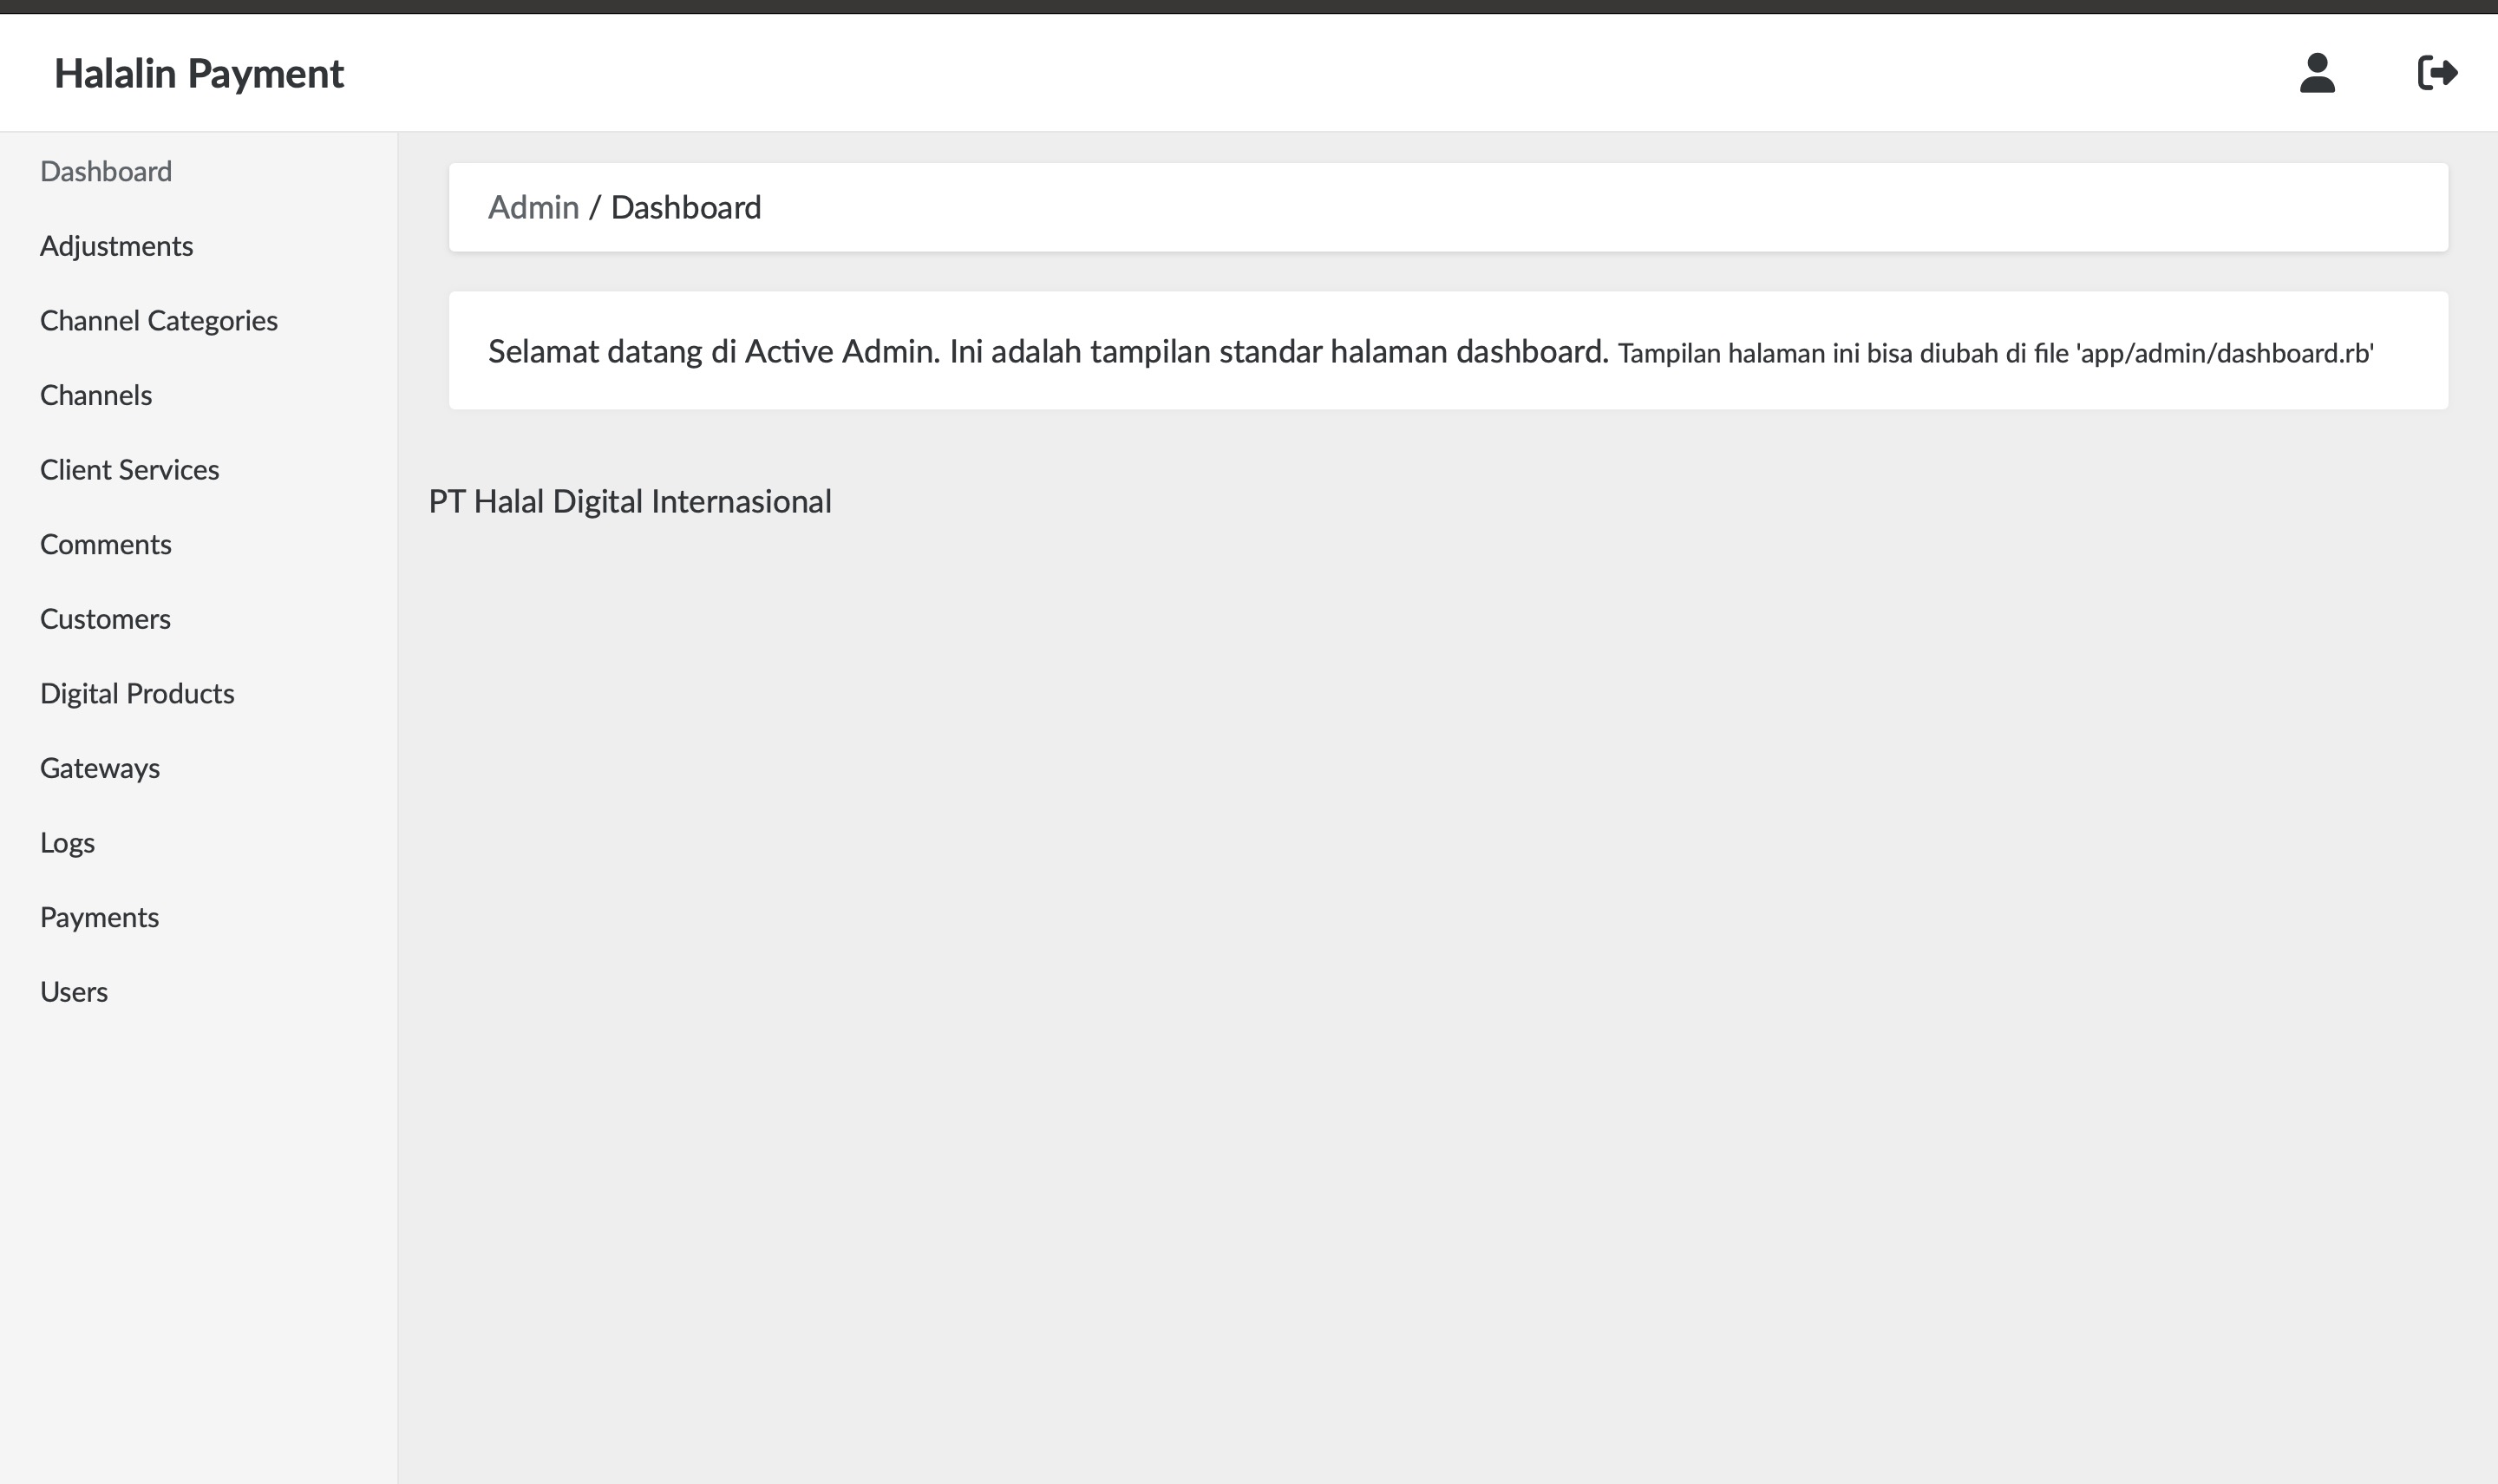 Halalin Payment
Dashboard
Adjustments
Channel Categories
Channels
Client Services
Comments
Customers
Digital Products
Gateways
Logs
Payments
Users
Admin / Dashboard
Selamat datang di Active Admin. Ini adalah tampilan standar halaman dashboard. Tampilan halaman ini bisa diubah di file 'app/admin/dashboard.rb'
PT Halal Digital Internasional